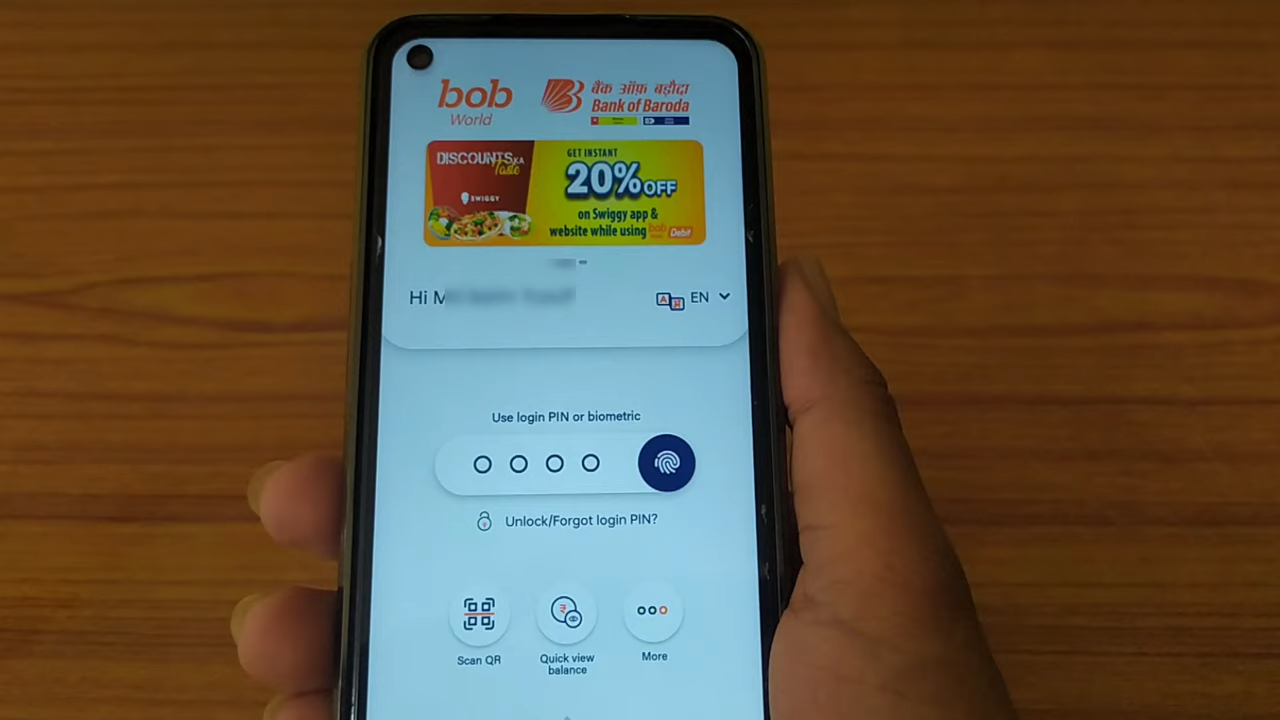 bob
World
बैंक ऑफ़ बड़ौदा
Bank of Baroda
DISCOUNTS KA
Taste
SWIGGY
GET INSTANT
20% OFF
on Swiggy app &
website while using bob Debit
Hi M
EN
Use login PIN or biometric
Unlock/Forgot login PIN?
Scan QR
Quick view
balance
More